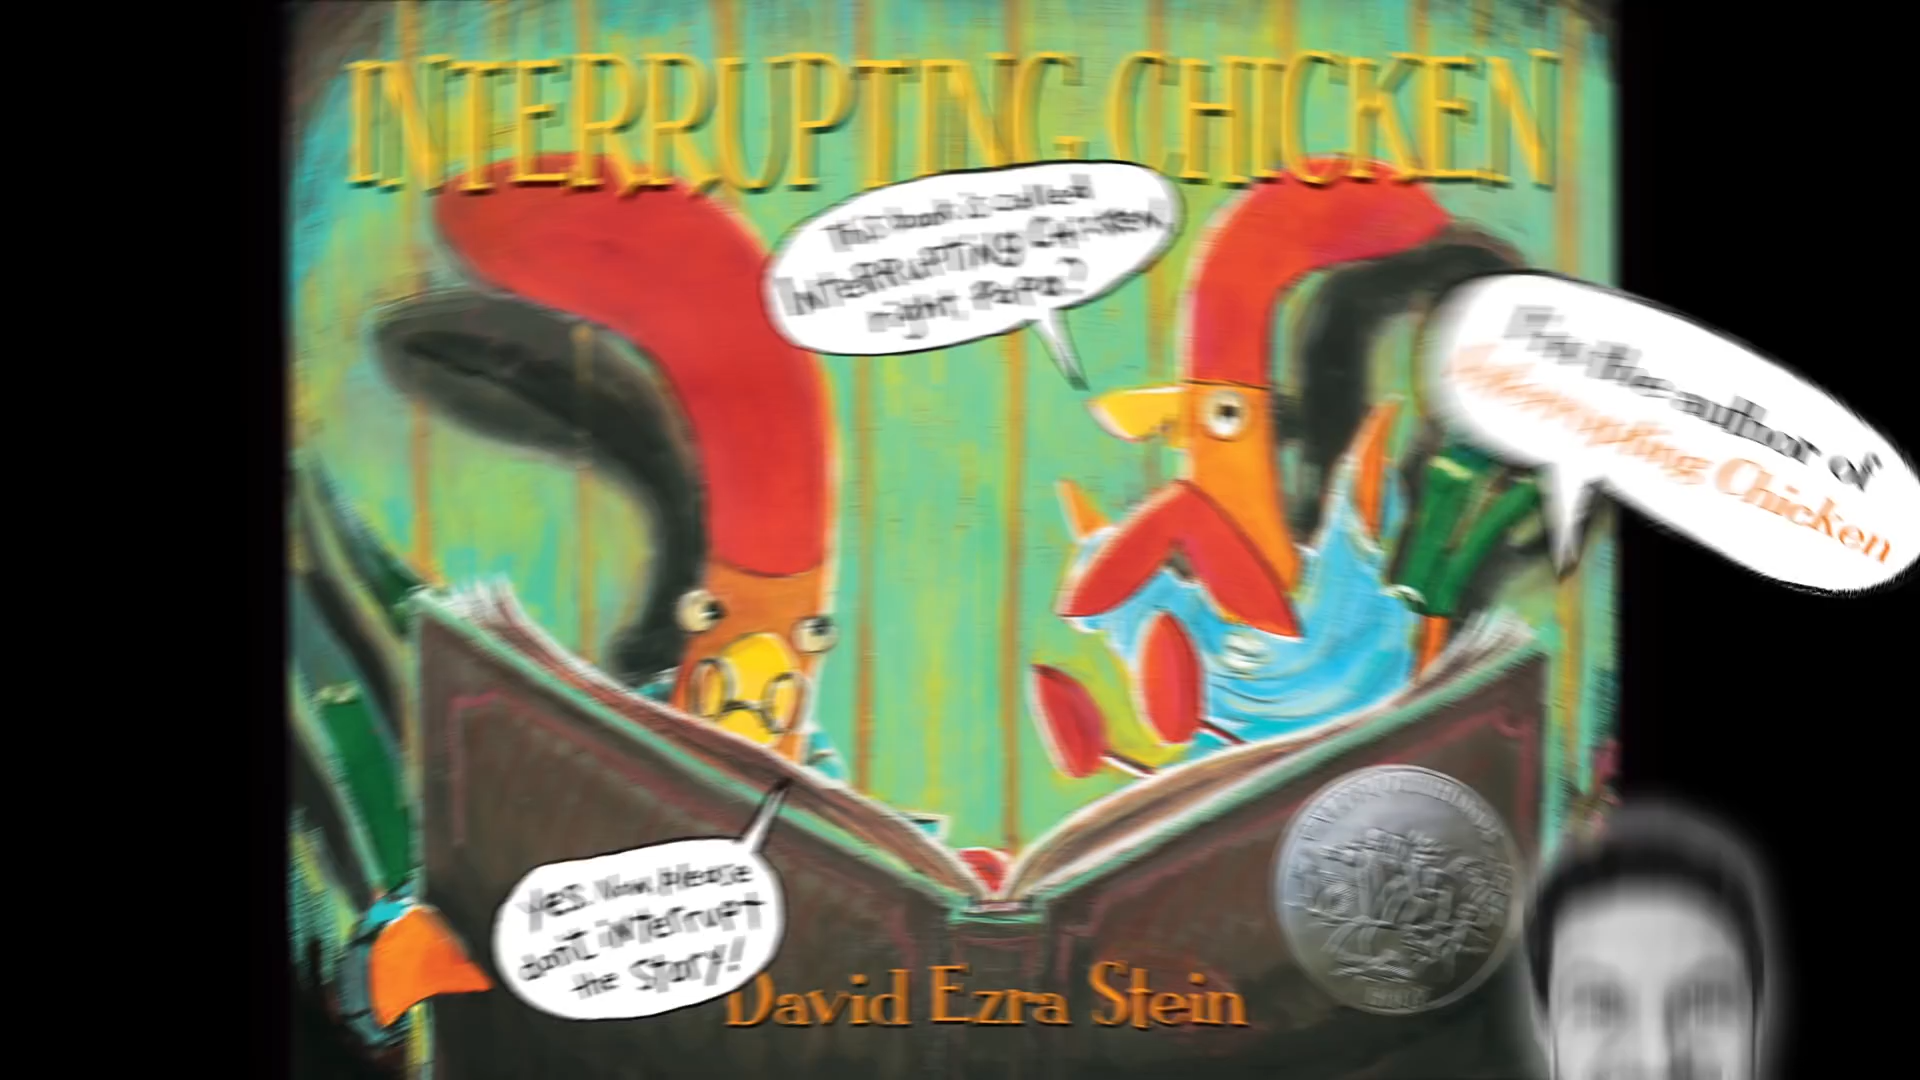 INTERRUPTING CHICKEN
This book is called
INTERRUPTING CHICKEN,
right, Papa?
I'm the author of
Interrupting Chicken
Yes. Now please
don't interrupt
the story!
David Ezra Stein